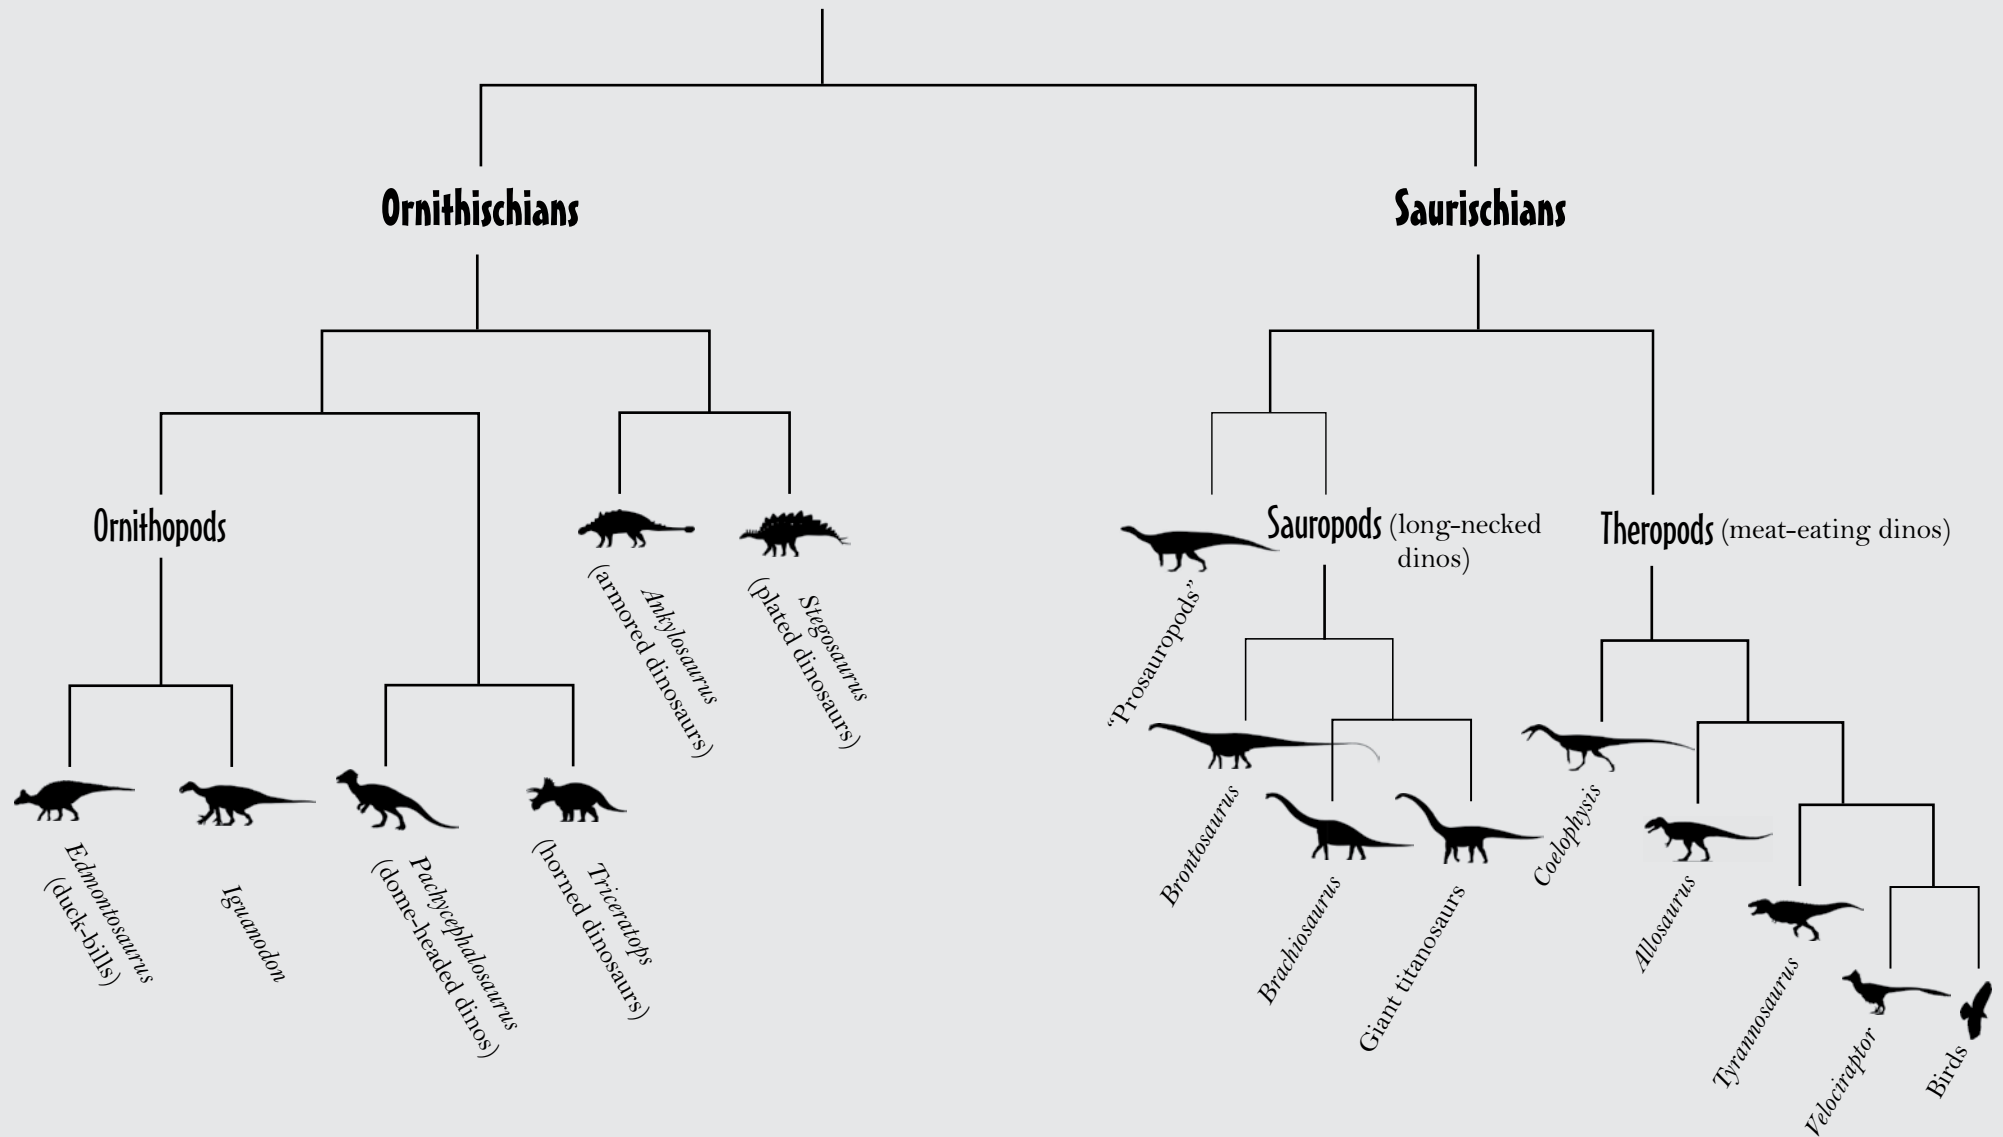 Ornithischians
Saurischians
Ornithopods
Sauropods (long-necked
dinos)
Theropods (meat-eating dinos)
Ankylosaurus
(armored dinosaurs)
Stegosaurus
(plated dinosaurs)
“Prosauropods”
Edmontosaurus
(duck-bills)
Iguanodon
Pachycephalosaurus
(dome-headed dinos)
Triceratops
(horned dinosaurs)
Brontosaurus
Brachiosaurus
Giant titanosaurs
Coelophysis
Allosaurus
Tyrannosaurus
Velociraptor
Birds